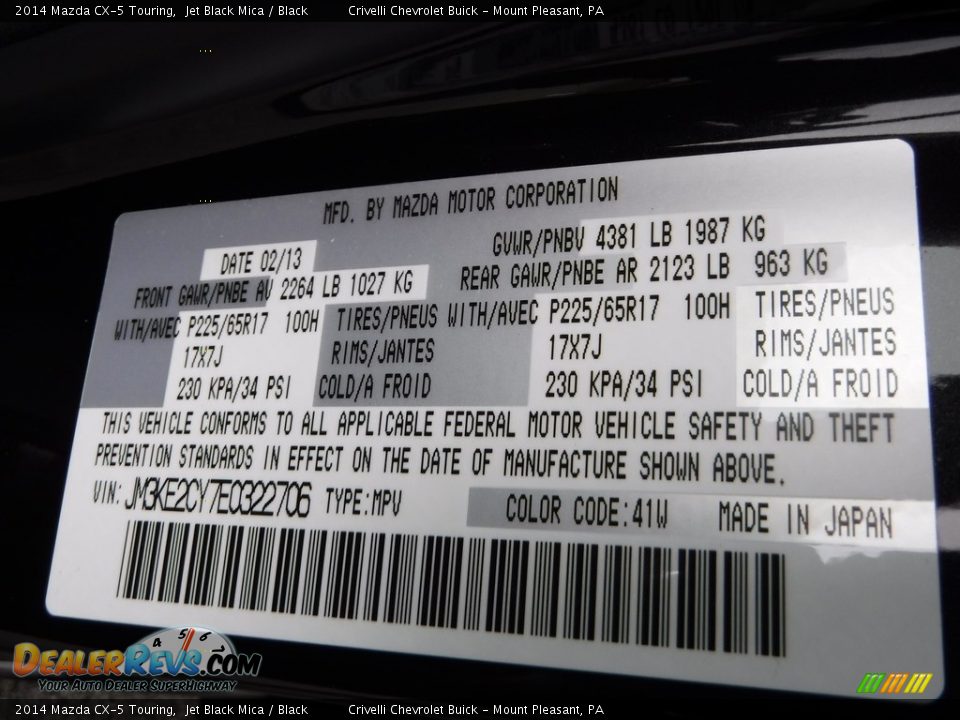 2014 Mazda CX-5 Touring, Jet Black Mica / Black Crivelli Chevrolet Buick - Mount Pleasant, PA
MFD. BY MAZDA MOTOR CORPORATION
DATE 02/13 GVWR/PNBV 4381 LB 1987 KG
FRONT GAWR/PNBE AV 2264 LB 1027 KG REAR GAWR/PNBE AR 2123 LB 963 KG
WITH/AVEC P225/65R17 100H TIRES/PNEUS WITH/AVEC P225/65R17 100H TIRES/PNEUS
17X7J RIMS/JANTES 17X7J RIMS/JANTES
230 KPA/34 PSI COLD/A FROID 230 KPA/34 PSI COLD/A FROID
THIS VEHICLE CONFORMS TO ALL APPLICABLE FEDERAL MOTOR VEHICLE SAFETY AND THEFT
PREVENTION STANDARDS IN EFFECT ON THE DATE OF MANUFACTURE SHOWN ABOVE.
VIN: JM3KE2CY7E0322706 TYPE:MPV COLOR CODE:41W MADE IN JAPAN
4 5 6 7
DEALERREVS.COM
Your Auto Dealer SuperHighway
2014 Mazda CX-5 Touring, Jet Black Mica / Black Crivelli Chevrolet Buick - Mount Pleasant, PA